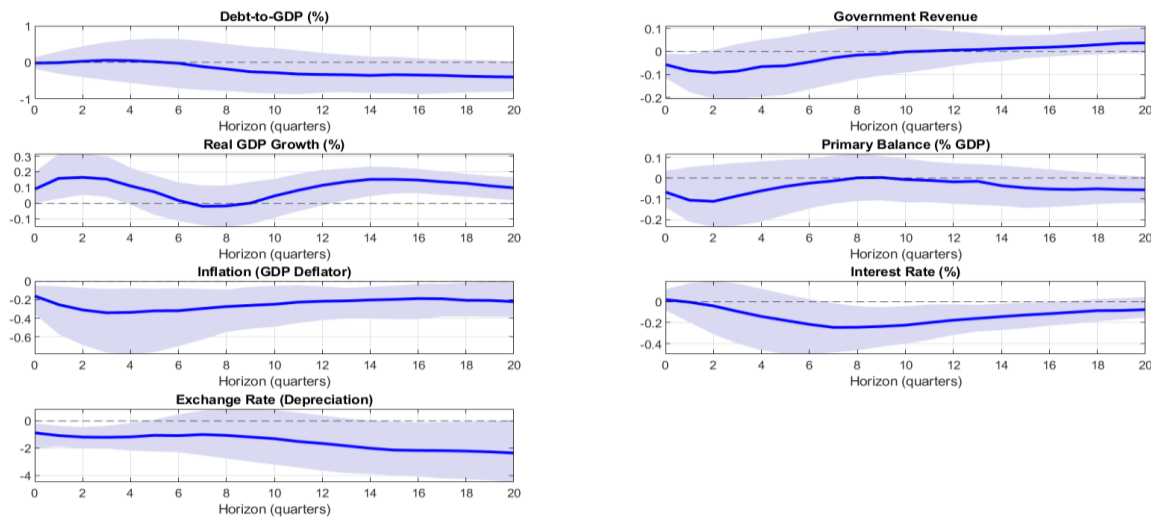 Debt-to-GDP (%)
1
0
-1
0 2 4 6 8 10 12 14 16 18 20
Horizon (quarters)
Government Revenue
0.1
0
-0.1
-0.2
0 2 4 6 8 10 12 14 16 18 20
Horizon (quarters)
Real GDP Growth (%)
0.3
0.2
0.1
0
-0.1
0 2 4 6 8 10 12 14 16 18 20
Horizon (quarters)
Primary Balance (% GDP)
0.1
0
-0.1
-0.2
0 2 4 6 8 10 12 14 16 18 20
Horizon (quarters)
Inflation (GDP Deflator)
0
-0.2
-0.4
-0.6
0 2 4 6 8 10 12 14 16 18 20
Horizon (quarters)
Interest Rate (%)
0
-0.2
-0.4
0 2 4 6 8 10 12 14 16 18 20
Horizon (quarters)
Exchange Rate (Depreciation)
0
-2
-4
0 2 4 6 8 10 12 14 16 18 20
Horizon (quarters)